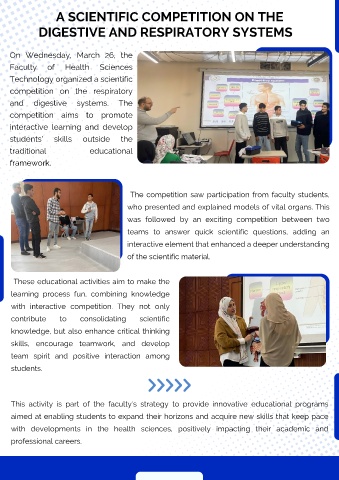 A SCIENTIFIC COMPETITION ON THE
DIGESTIVE AND RESPIRATORY SYSTEMS
On Wednesday, March 26, the
Faculty of Health Sciences
Technology organized a scientific
competition on the respiratory
and digestive systems. The
competition aims to promote
interactive learning and develop
students' skills outside the
traditional educational
framework.
The competition saw participation from faculty students,
who presented and explained models of vital organs. This
was followed by an exciting competition between two
teams to answer quick scientific questions, adding an
interactive element that enhanced a deeper understanding
of the scientific material.
These educational activities aim to make the
learning process fun, combining knowledge
with interactive competition. They not only
contribute to consolidating scientific
knowledge, but also enhance critical thinking
skills, encourage teamwork, and develop
team spirit and positive interaction among
students.
This activity is part of the faculty's strategy to provide innovative educational programs
aimed at enabling students to expand their horizons and acquire new skills that keep pace
with developments in the health sciences, positively impacting their academic and
professional careers.